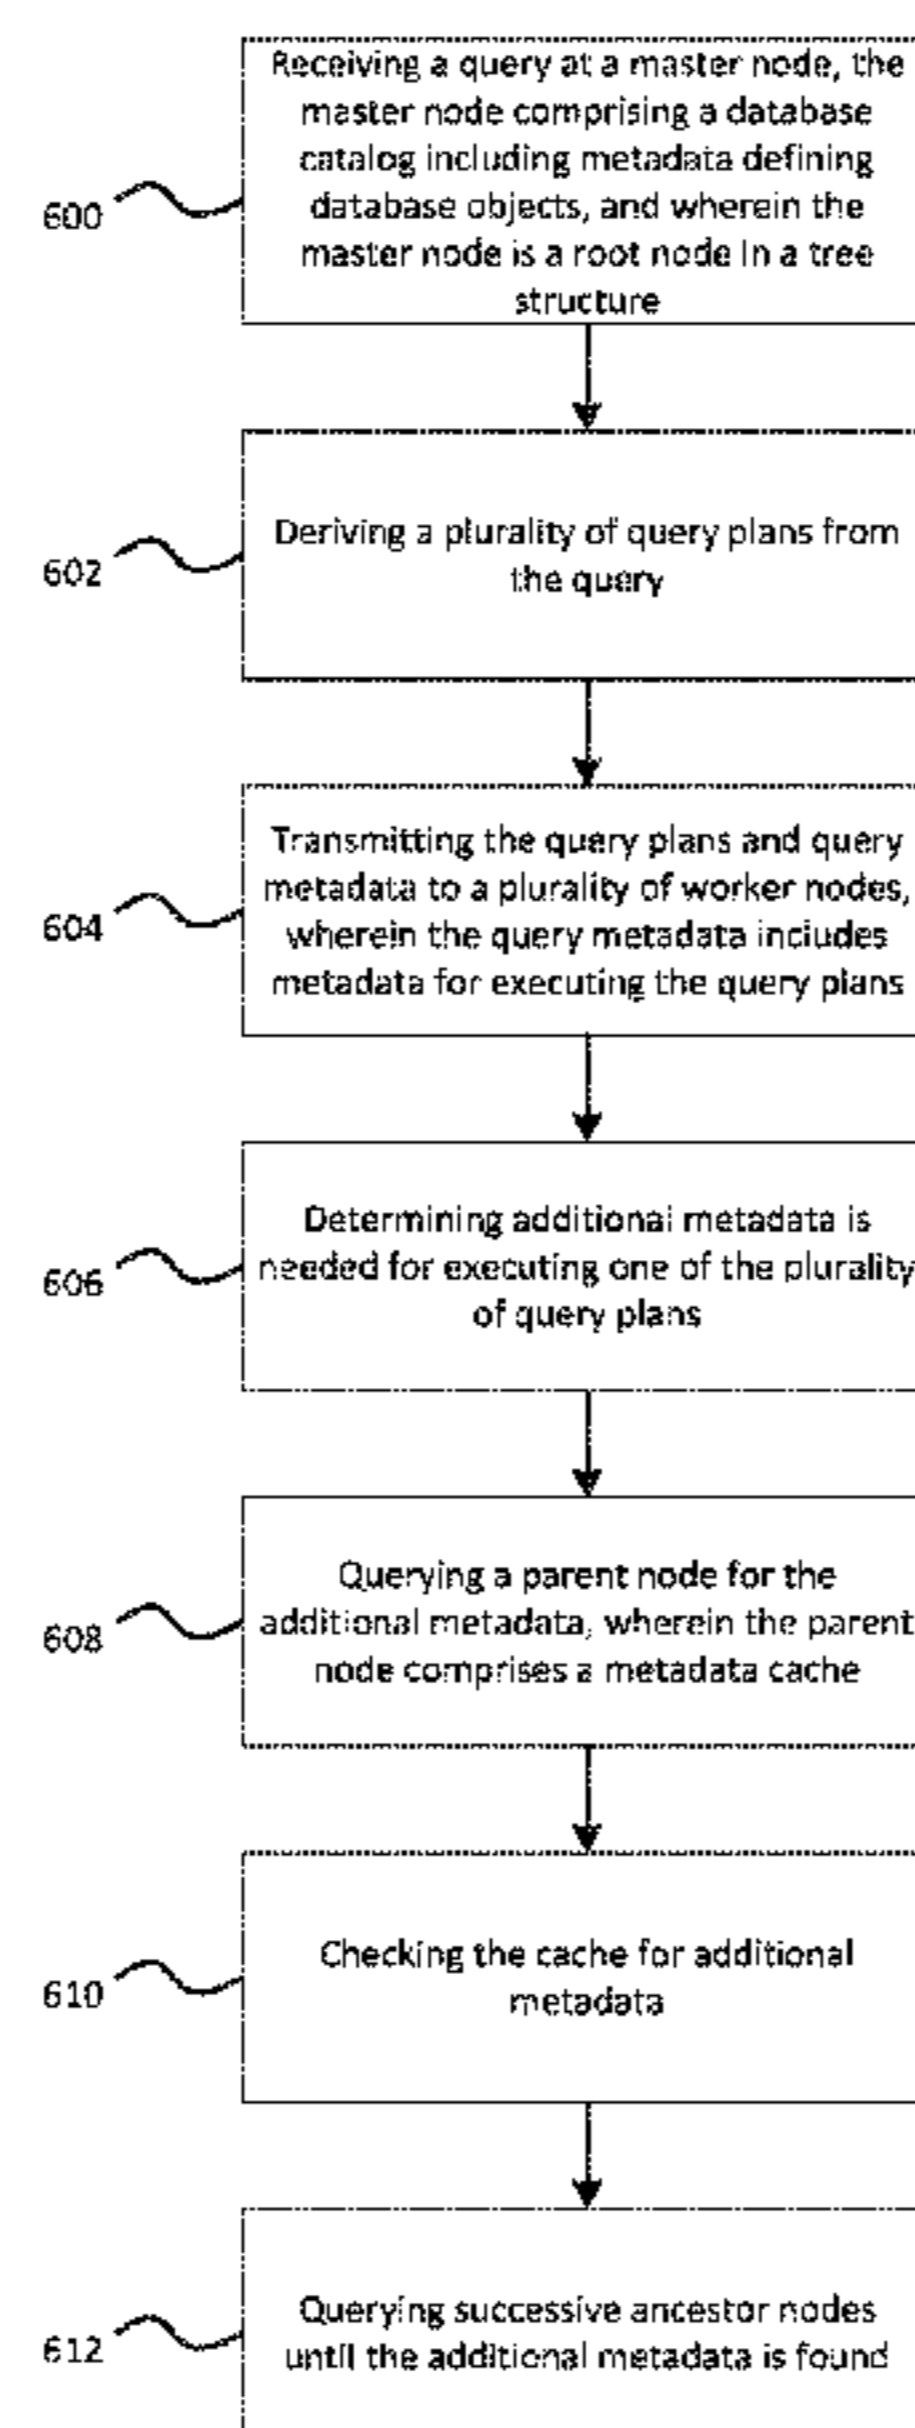 Receiving a query at a master node, the
master node comprising a database
catalog including metadata defining
database objects, and wherein the
master node is a root node in a tree
structure
600
Deriving a plurality of query plans from
the query
602
Transmitting the query plans and query
metadata to a plurality of worker nodes,
wherein the query metadata includes
metadata for executing the query plans
604
Determining additional metadata is
needed for executing one of the plurality
of query plans
606
Querying a parent node for the
additional metadata, wherein the parent
node comprises a metadata cache
608
Checking the cache for additional
metadata
610
Querying successive ancestor nodes
until the additional metadata is found
612